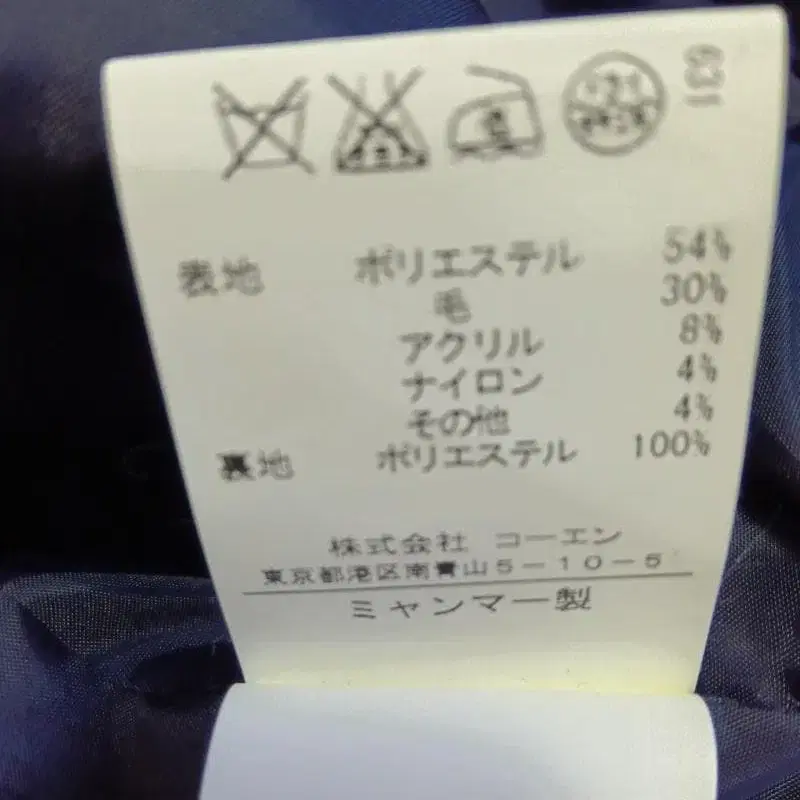 631
表地 ポリエステル 54%
毛 30%
アクリル 8%
ナイロン 4%
その他 4%
裏地 ポリエステル 100%
株式会社 コーエン
東京都港区南青山5-10-5
ミャンマー製